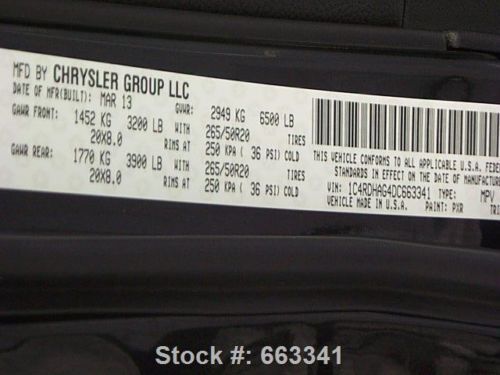 MFD BY CHRYSLER GROUP LLC
DATE OF MFR(BUILT): MAR 13 GVWR: 2949 KG 6500 LB
GAWR FRONT: 1452 KG 3200 LB WITH 265/50R20 TIRES
20X8.0 RIMS AT 250 KPA ( 36 PSI) COLD
GAWR REAR: 1770 KG 3900 LB WITH 265/50R20 TIRES
20X8.0 RIMS AT 250 KPA ( 36 PSI) COLD
THIS VEHICLE CONFORMS TO ALL APPLICABLE U.S.A. FEDE
STANDARDS IN EFFECT ON THE DATE OF MANUFACTURE
VIN: 1C4RDHAG4DC663341 TYPE: MPV
VEHICLE MADE IN U.S.A. PAINT: PXR TRI
Stock #: 663341